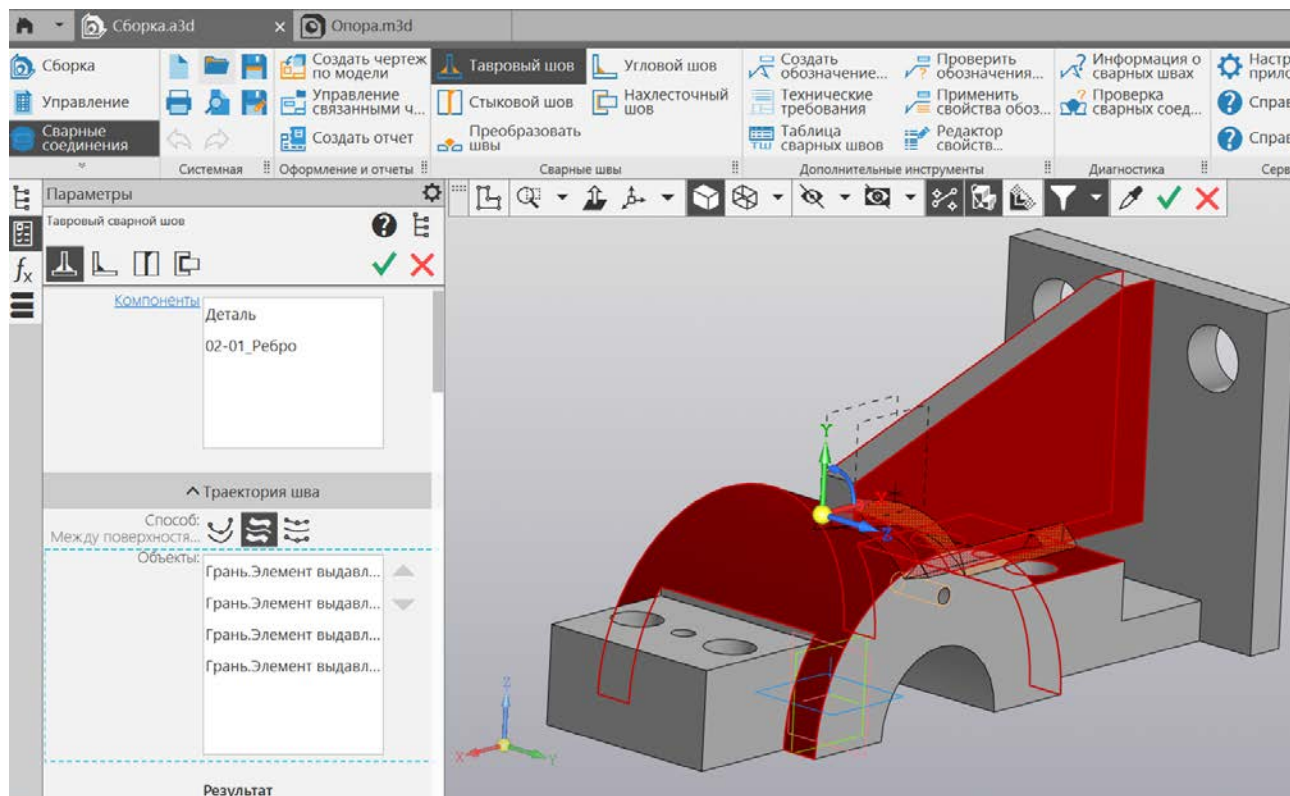 Сборка.a3d
Опора.m3d
Сборка
Управление
Сварные
соединения
Системная
Создать чертеж
по модели
Управление
связанными ч...
Создать отчет
Оформление и отчеты
Тавровый шов
Угловой шов
Стыковой шов
Нахлесточный
шов
Преобразовать
швы
Сварные швы
Создать
обозначение...
Проверить
обозначения...
Технические
требования
Применить
свойства обоз...
Таблица
сварных швов
Редактор
свойств...
Дополнительные инструменты
Информация о
сварных швах
Проверка
сварных соед...
Диагностика
Настр
прило
Справ
Справ
Серв
Параметры
Тавровый сварной шов
Компоненты
Деталь
02-01_Ребро
Траектория шва
Способ:
Между поверхностя...
Объекты:
Грань.Элемент выдавл...
Грань.Элемент выдавл...
Грань.Элемент выдавл...
Грань.Элемент выдавл...
Результат
Y
X
Z
Z
X
Y